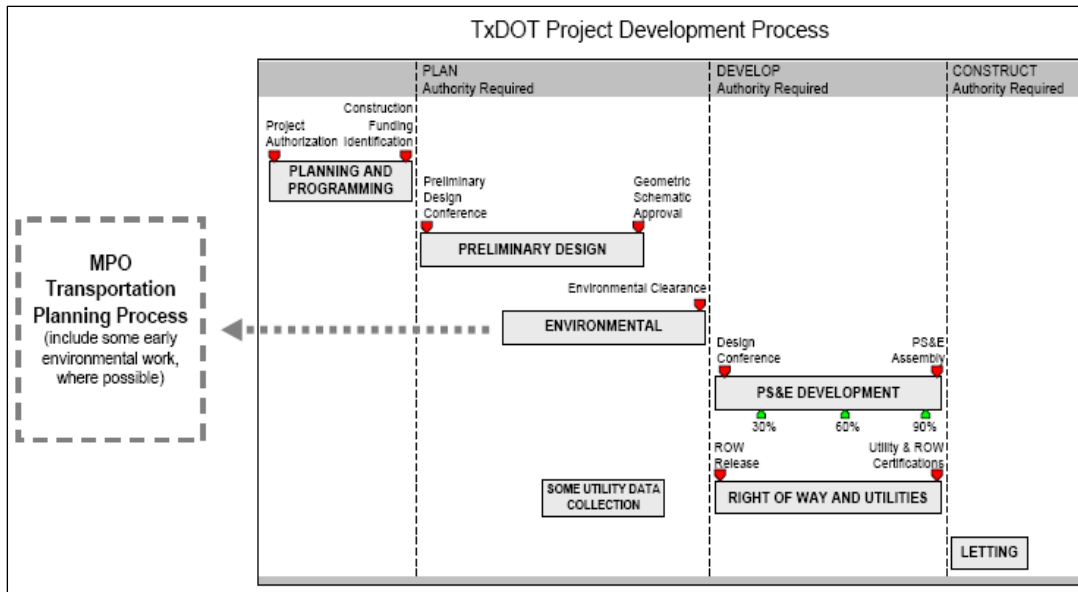 TxDOT Project Development Process
PLAN
Authority Required
DEVELOP
Authority Required
CONSTRUCT
Authority Required
Project
Authorization
Construction
Funding
Identification
PLANNING AND
PROGRAMMING
Preliminary
Design
Conference
Geometric
Schematic
Approval
PRELIMINARY DESIGN
MPO
Transportation
Planning Process
(include some early
environmental work,
where possible)
Environmental Clearance
ENVIRONMENTAL
Design
Conference
PS&E
Assembly
PS&E DEVELOPMENT
30%
60%
90%
ROW
Release
Utility & ROW
Certifications
SOME UTILITY DATA
COLLECTION
RIGHT OF WAY AND UTILITIES
LETTING